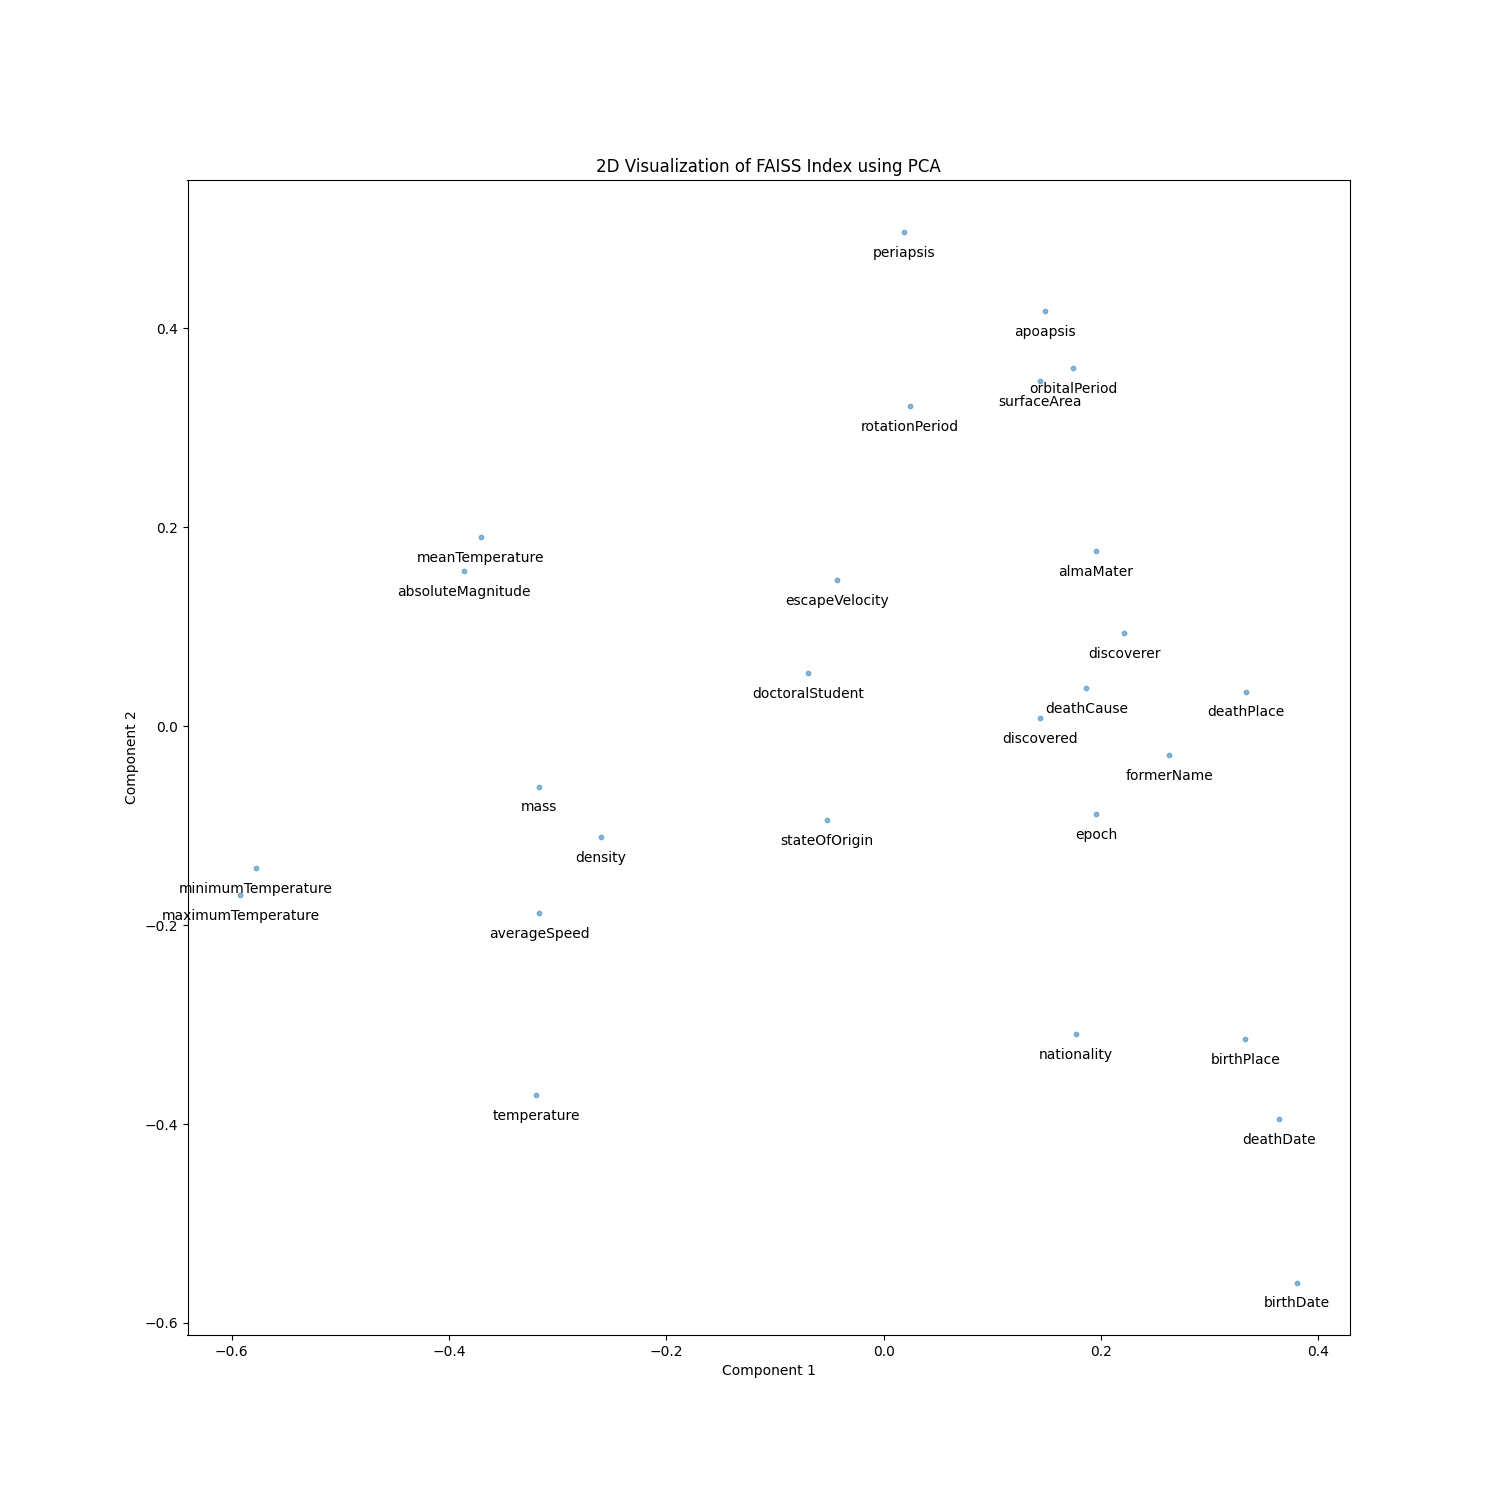 2D Visualization of FAISS Index using PCA
periapsis
apoapsis
orbitalPeriod
surfaceArea
rotationPeriod
meanTemperature
absoluteMagnitude
escapeVelocity
almaMater
discoverer
doctoralStudent
deathCause
deathPlace
discovered
formerName
mass
stateOfOrigin
epoch
density
minimumTemperature
maximumTemperature
averageSpeed
nationality
birthPlace
temperature
deathDate
birthDate
0.4
0.2
0.0
−0.2
−0.4
−0.6
Component 2
−0.6 −0.4 −0.2 0.0 0.2 0.4
Component 1